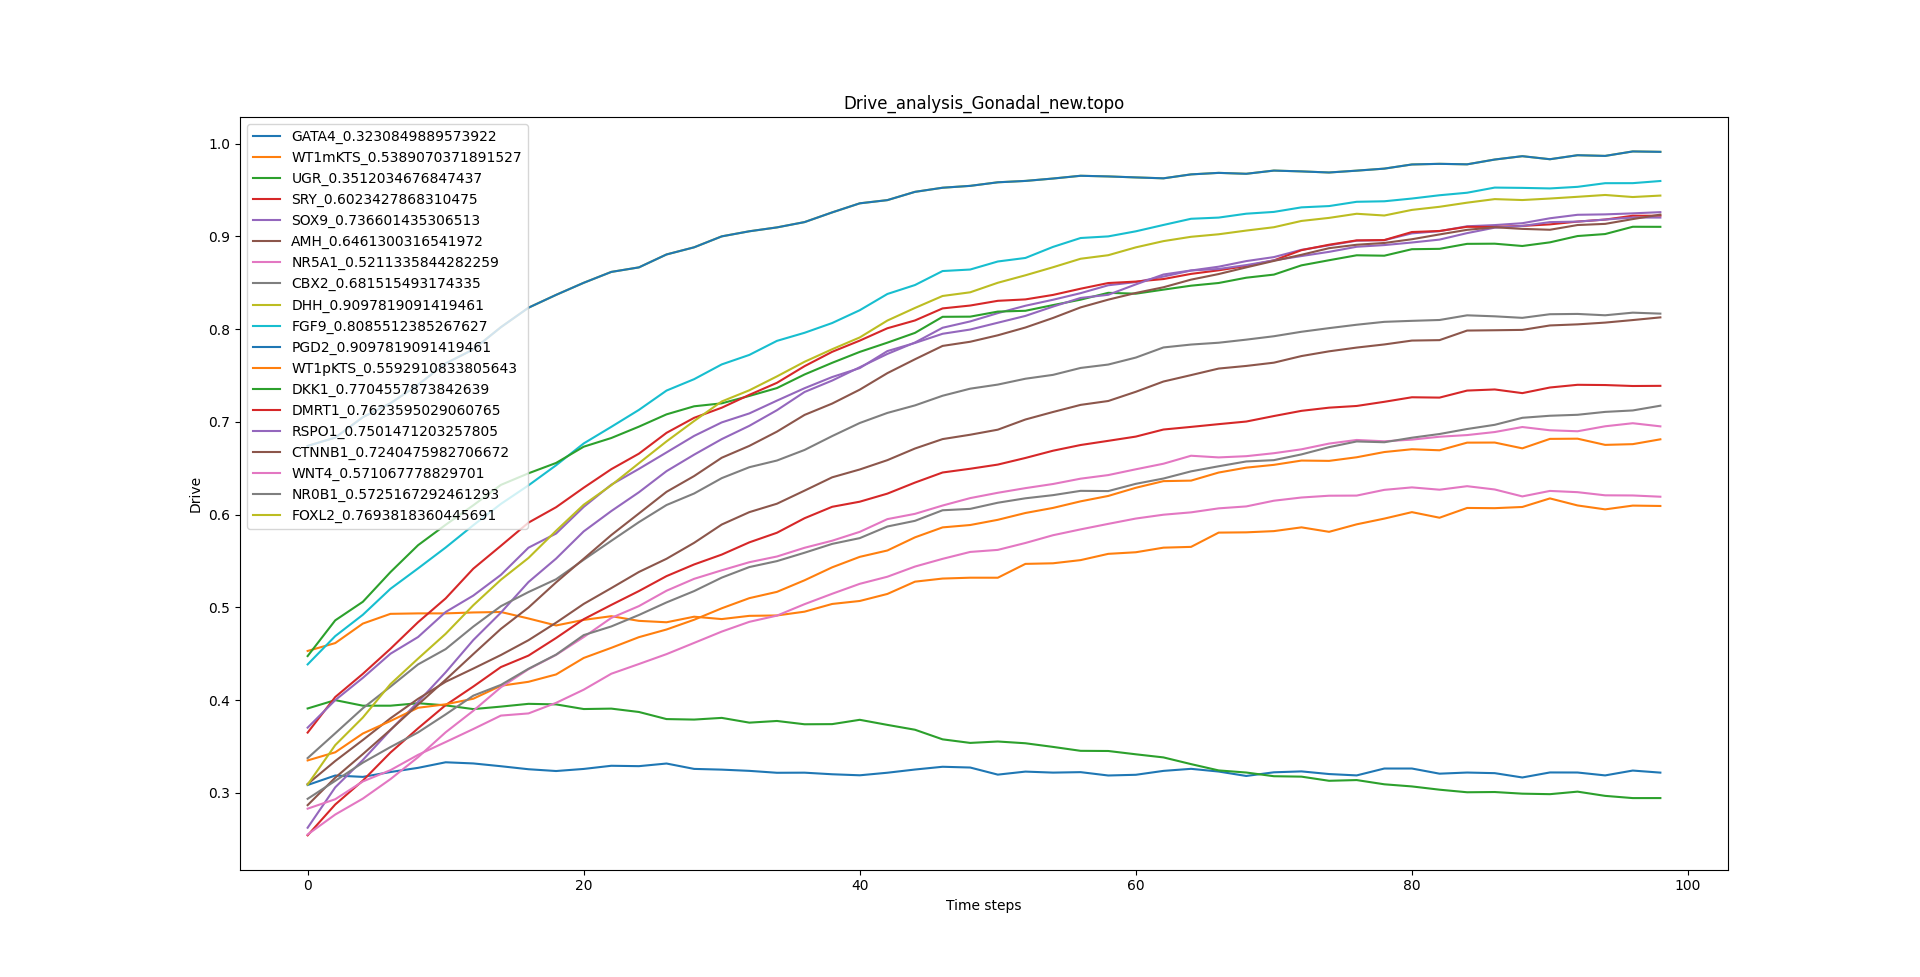 Drive_analysis_Gonadal_new.topo
1.0
0.9
0.8
0.7
0.6
0.5
0.4
0.3
Drive
GATA4_0.3230849889573922
WT1mKTS_0.5389070371891527
UGR_0.3512034676847437
SRY_0.6023427868310475
SOX9_0.736601435306513
AMH_0.6461300316541972
NR5A1_0.5211335844282259
CBX2_0.681515493174335
DHH_0.9097819091419461
FGF9_0.8085512385267627
PGD2_0.9097819091419461
WT1pKTS_0.5592910833805643
DKK1_0.7704557873842639
DMRT1_0.7623595029060765
RSPO1_0.7501471203257805
CTNNB1_0.7240475982706672
WNT4_0.571067778829701
NR0B1_0.5725167292461293
FOXL2_0.7693818360445691
0 20 40 60 80 100
Time steps